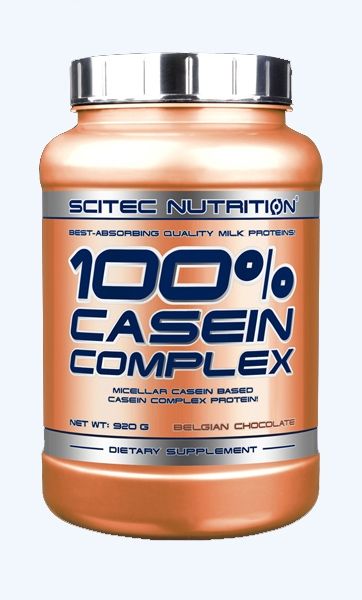 SCITEC NUTRITION
BEST-ABSORBING QUALITY MILK PROTEINS!
100%
CASEIN
COMPLEX
MICELLAR CASEIN BASED
CASEIN COMPLEX PROTEIN!
NET WT: 920 G BELGIAN CHOCOLATE
DIETARY SUPPLEMENT